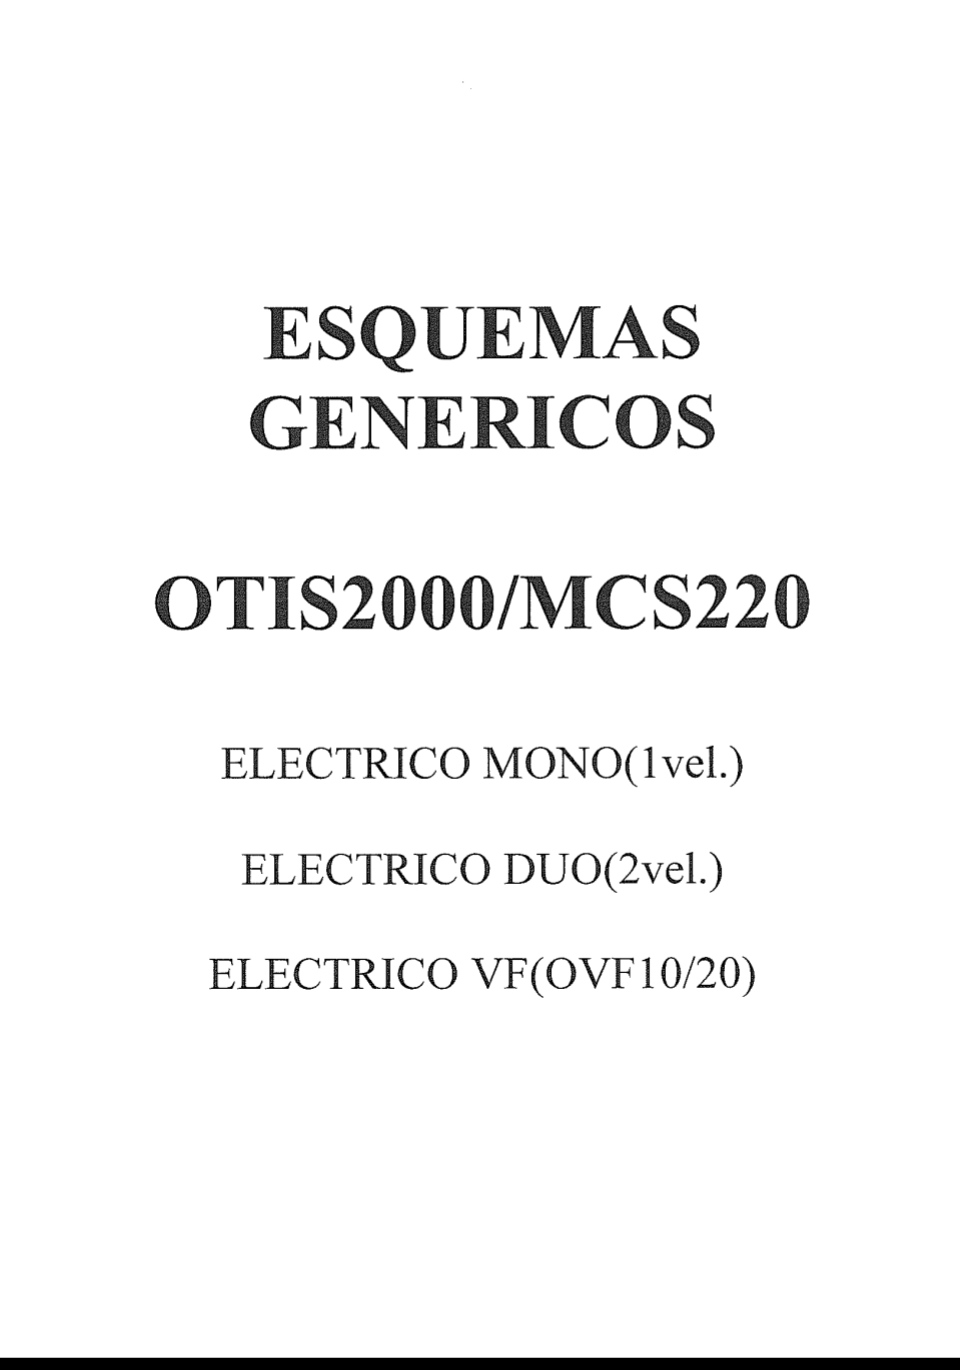 ESQUEMAS
GENERICOS
OTIS2000/MCS220
ELECTRICO MONO(1vel.)
ELECTRICO DUO(2vel.)
ELECTRICO VF(OVF10/20)